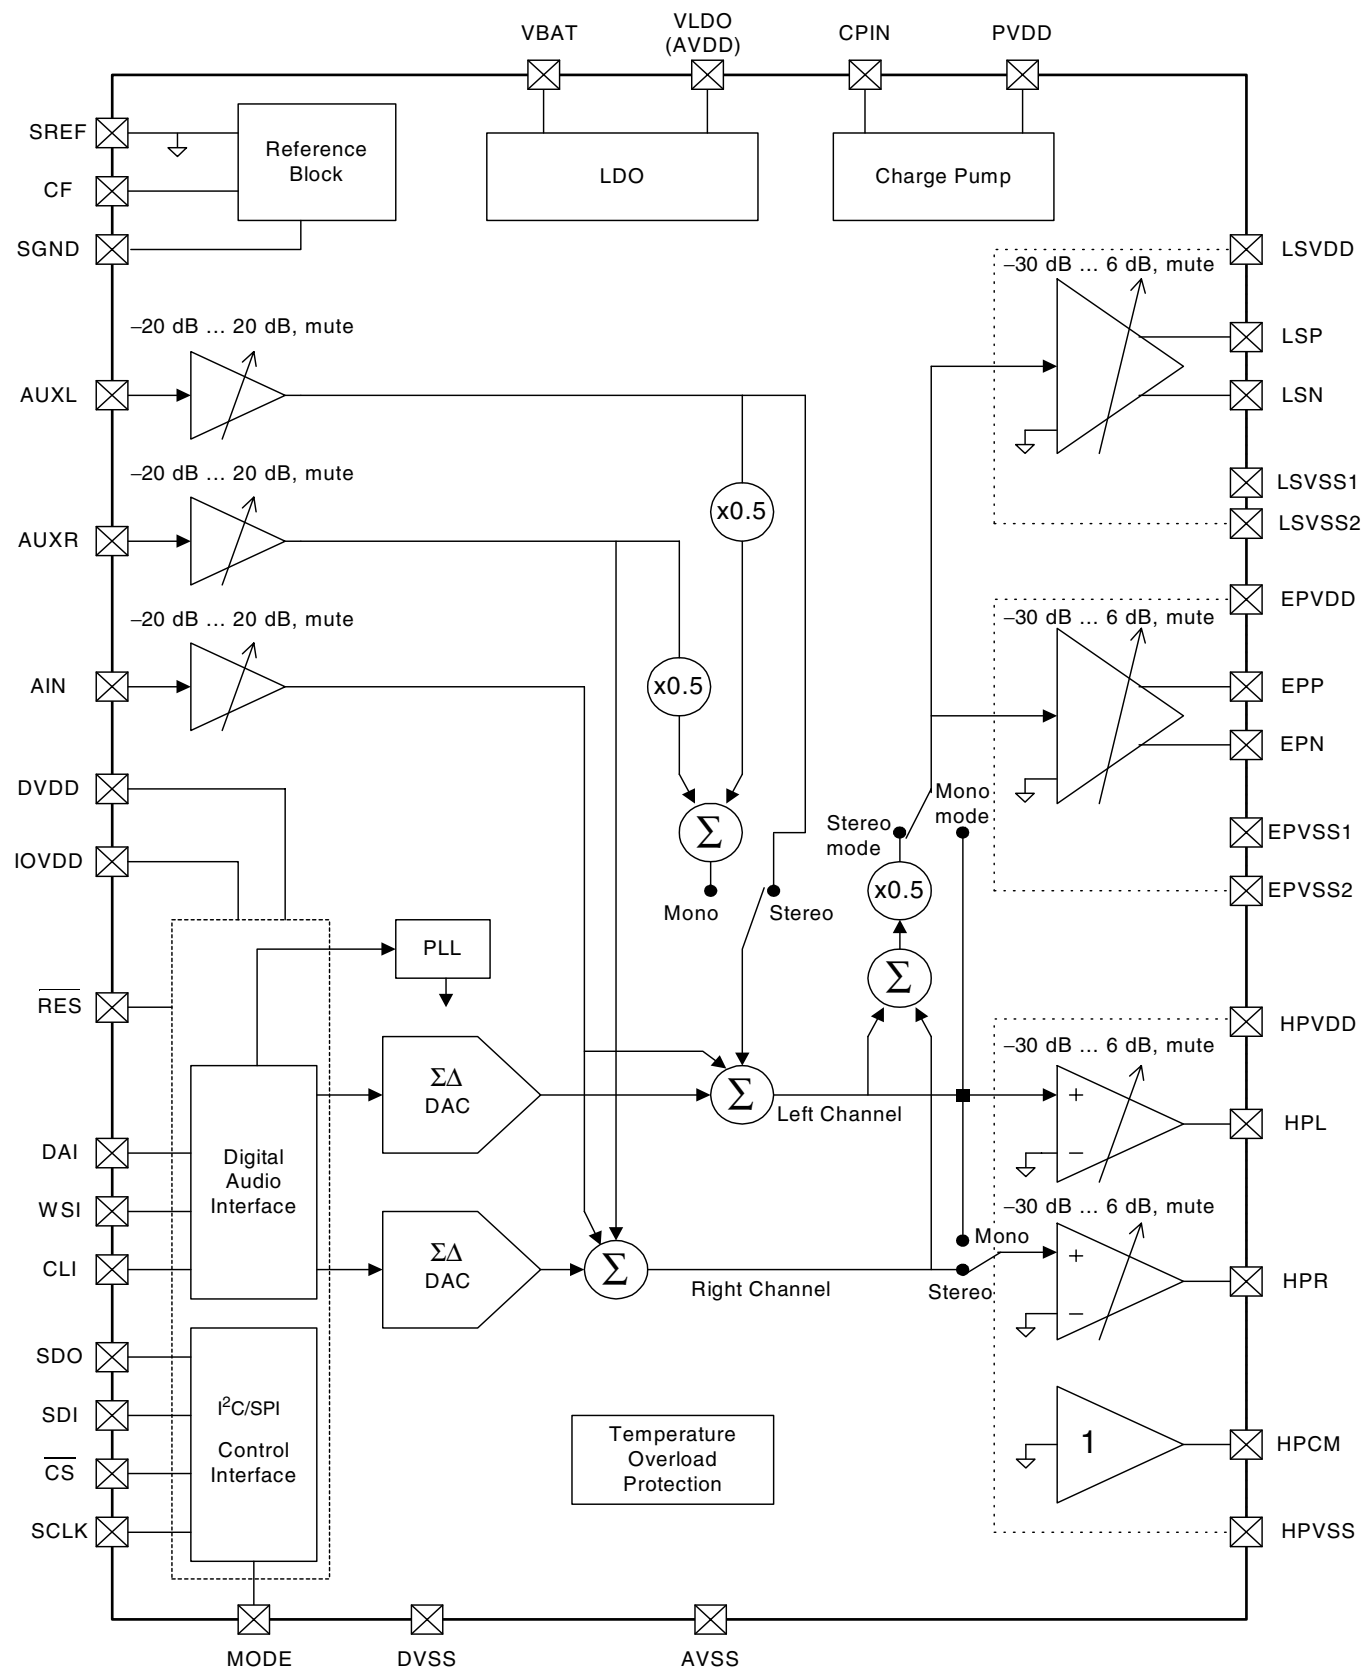 VBAT
VLDO
(AVDD)
CPIN
PVDD
SREF
CF
SGND
Reference
Block
LDO
Charge Pump
LSVDD
–30 dB ... 6 dB, mute
LSP
LSN
LSVSS1
LSVSS2
–20 dB ... 20 dB, mute
AUXL
x0.5
–20 dB ... 20 dB, mute
AUXR
–20 dB ... 20 dB, mute
AIN
x0.5
EPVDD
–30 dB ... 6 dB, mute
EPP
EPN
EPVSS1
EPVSS2
DVDD
IOVDD
Σ
Mono
Stereo
Stereo
mode
Mono
mode
x0.5
Σ
PLL
RES
ΣΔ
DAC
Σ
Left Channel
HPVDD
–30 dB ... 6 dB, mute
+
–
HPL
DAI
WSI
CLI
Digital
Audio
Interface
ΣΔ
DAC
Σ
Right Channel
Mono
Stereo
–30 dB ... 6 dB, mute
+
–
HPR
SDO
SDI
CS
SCLK
I²C/SPI
Control
Interface
Temperature
Overload
Protection
1
HPCM
HPVSS
MODE
DVSS
AVSS